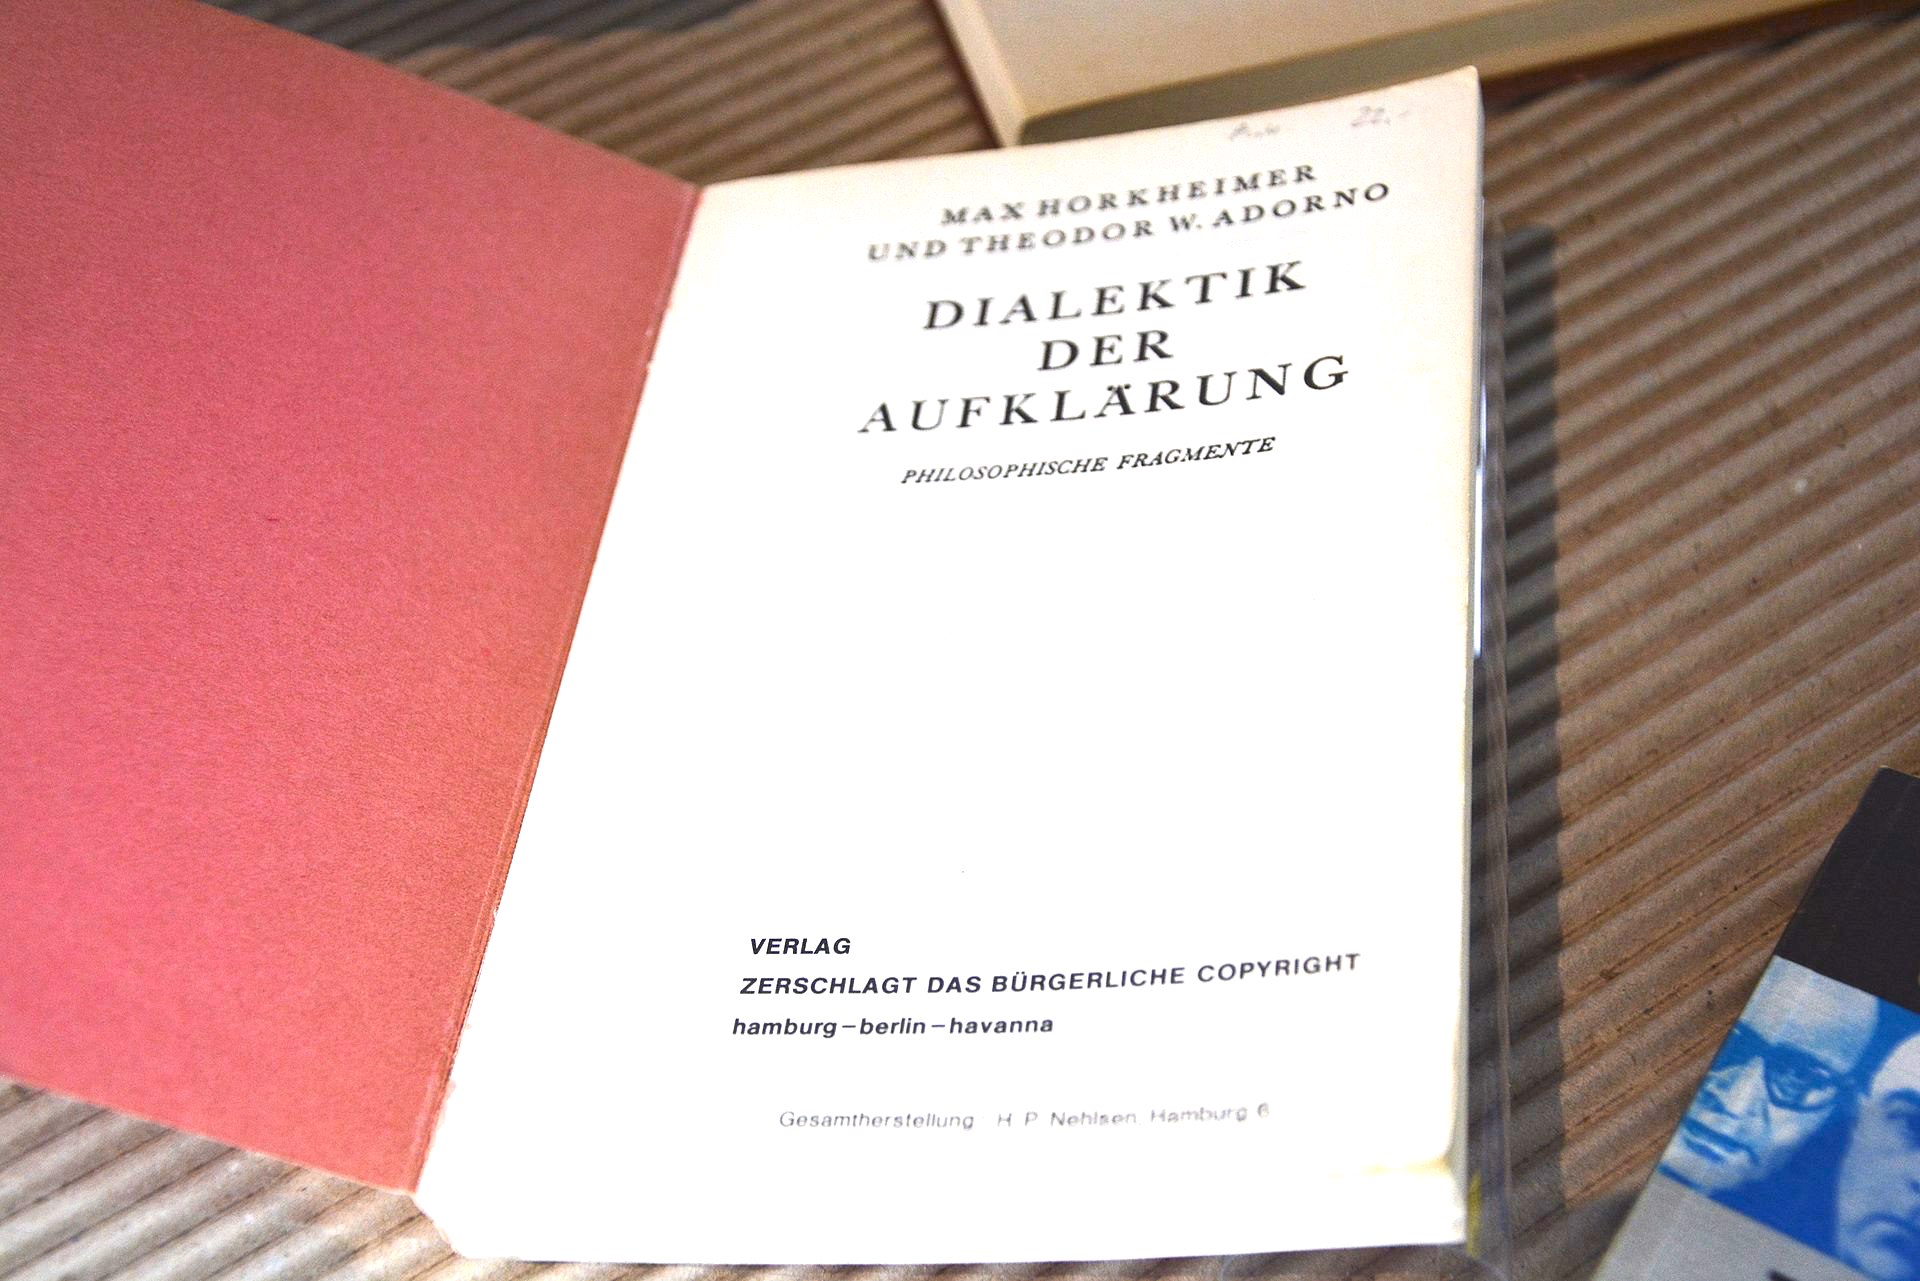 22,-
MAX HORKHEIMER
UND THEODOR W. ADORNO
DIALEKTIK
DER
AUFKLÄRUNG
PHILOSOPHISCHE FRAGMENTE
VERLAG
ZERSCHLAGT DAS BÜRGERLICHE COPYRIGHT
hamburg–berlin–havanna
Gesamtherstellung H P Nehlsen Hamburg 6